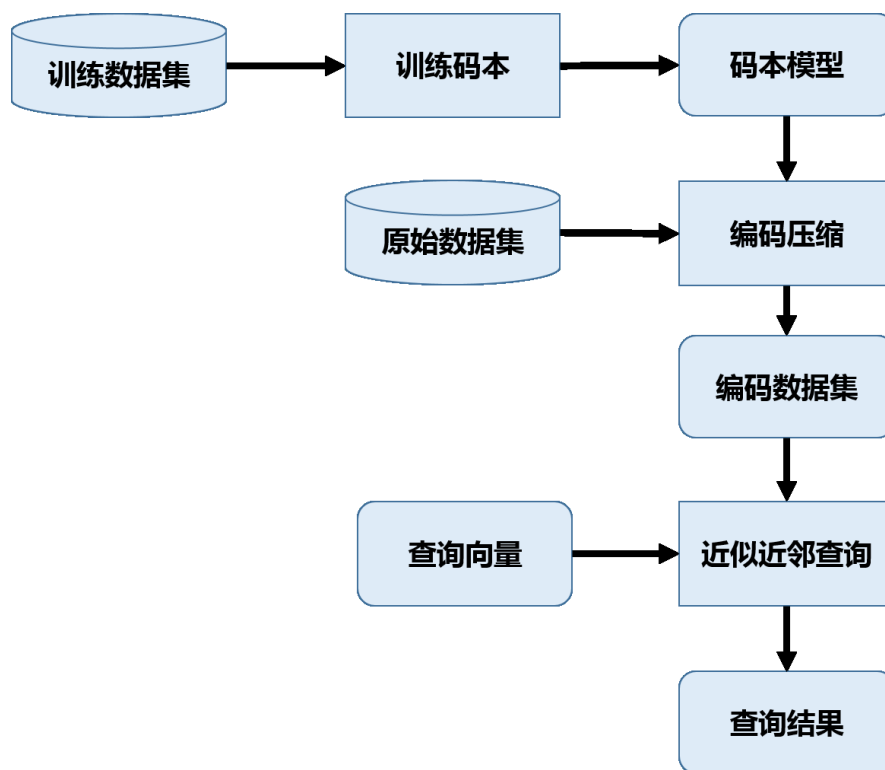 训练数据集
训练码本
码本模型
原始数据集
编码压缩
编码数据集
查询向量
近似近邻查询
查询结果